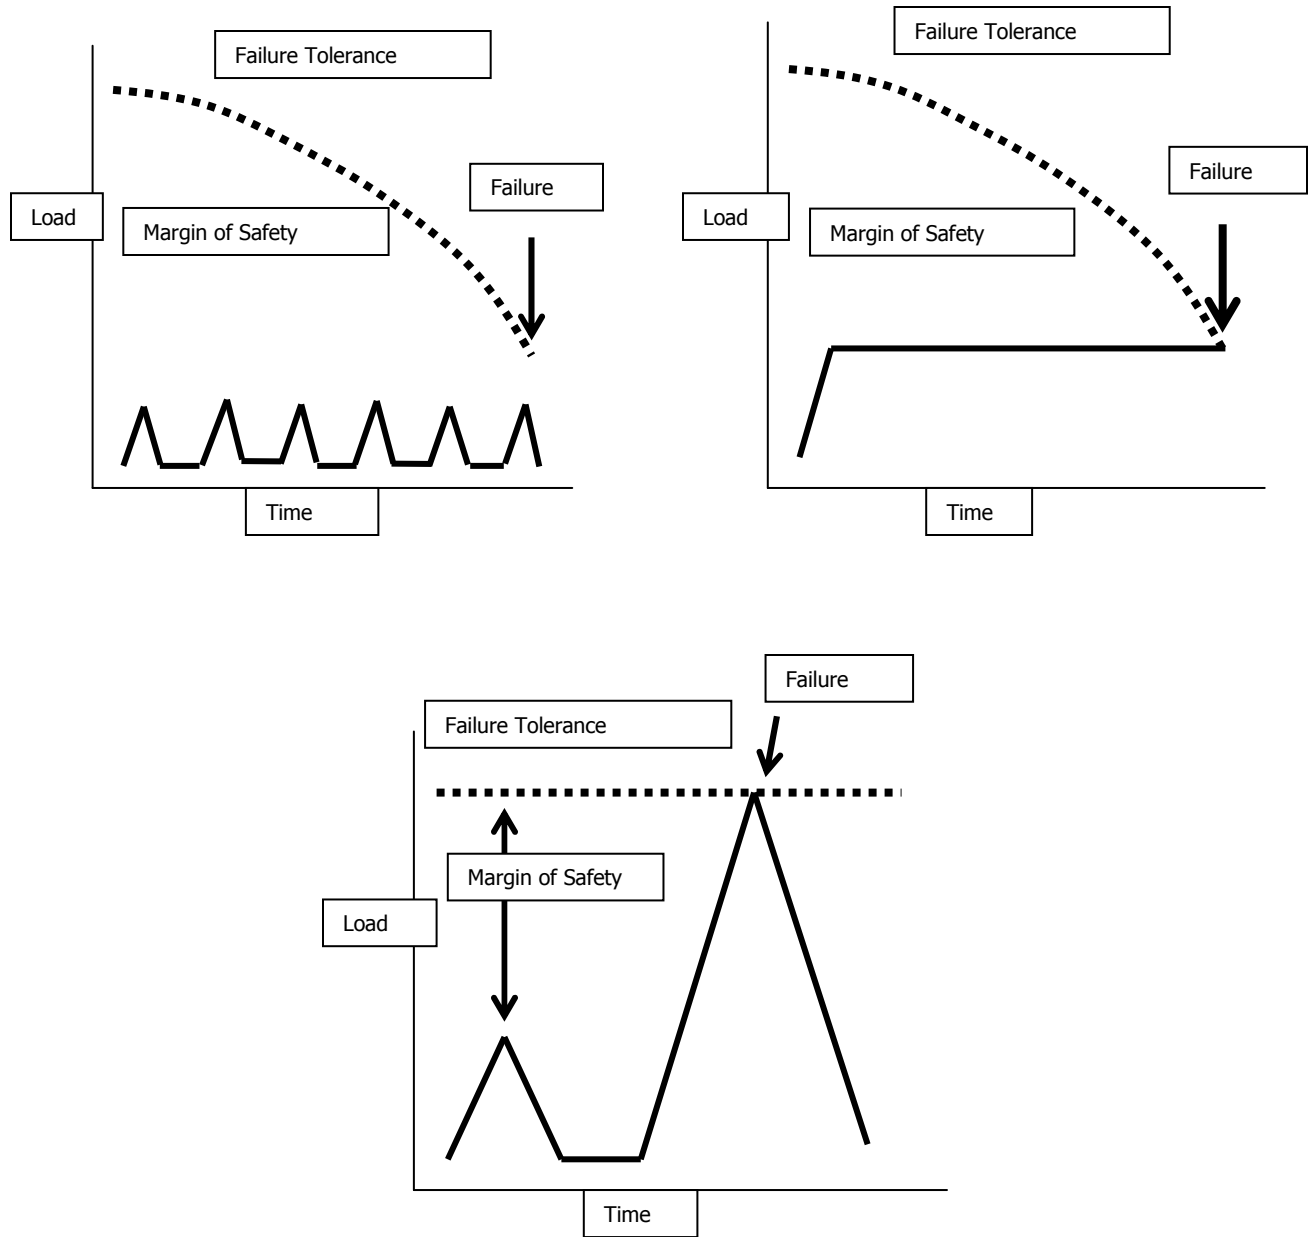 Failure Tolerance
Failure
Load
Margin of Safety
Time
Failure Tolerance
Failure
Load
Margin of Safety
Time
Failure
Failure Tolerance
Margin of Safety
Load
Time